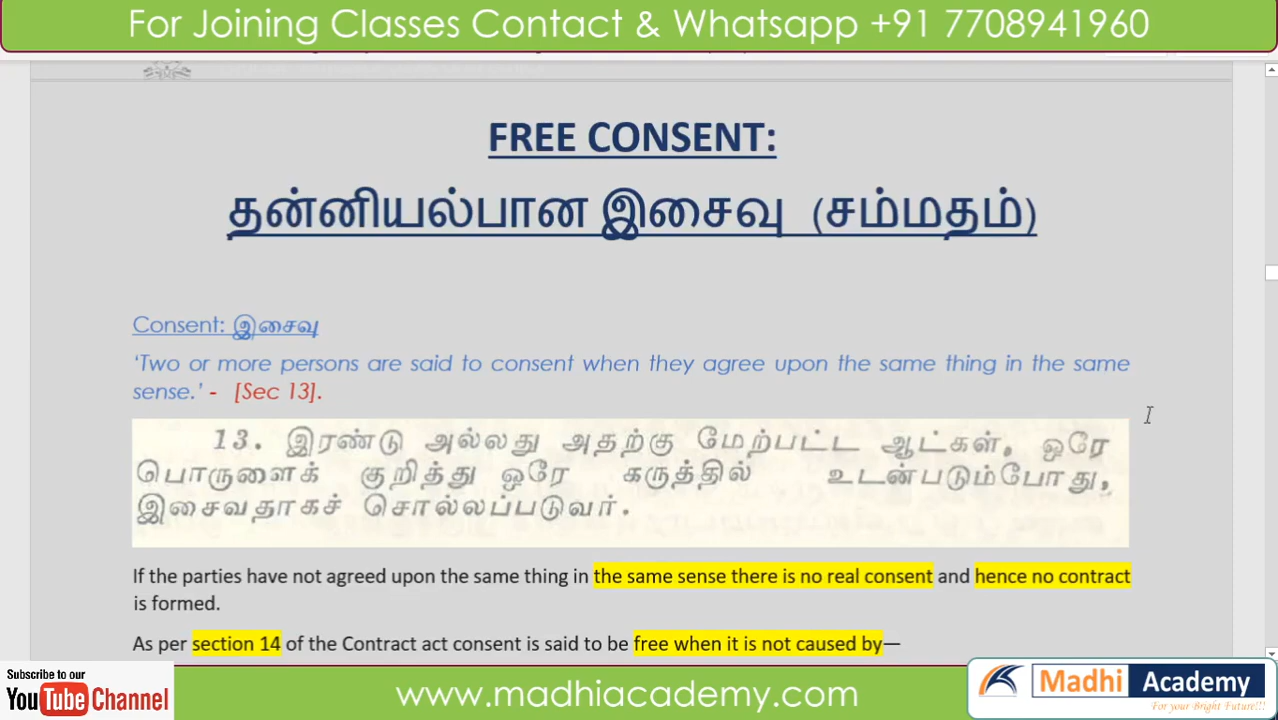 For Joining Classes Contact & Whatsapp +91 7708941960
FREE CONSENT:
தன்னியல்பான இசைவு (சம்மதம்)
Consent: இசைவு
‘Two or more persons are said to consent when they agree upon the same thing in the same
sense.’ - [Sec 13].
13. இரண்டு அல்லது அதற்கு மேற்பட்ட ஆட்கள், ஒரே
பொருளைக் குறித்து ஒரே கருத்தில் உடன்படும்போது,
இசைவதாகச் சொல்லப்படுவர்.
If the parties have not agreed upon the same thing in the same sense there is no real consent and hence no contract
is formed.
As per section 14 of the Contract act consent is said to be free when it is not caused by—
Subscribe to our
YouTube Channel
www.madhiacademy.com
Madhi Academy
For your Bright Future!!!